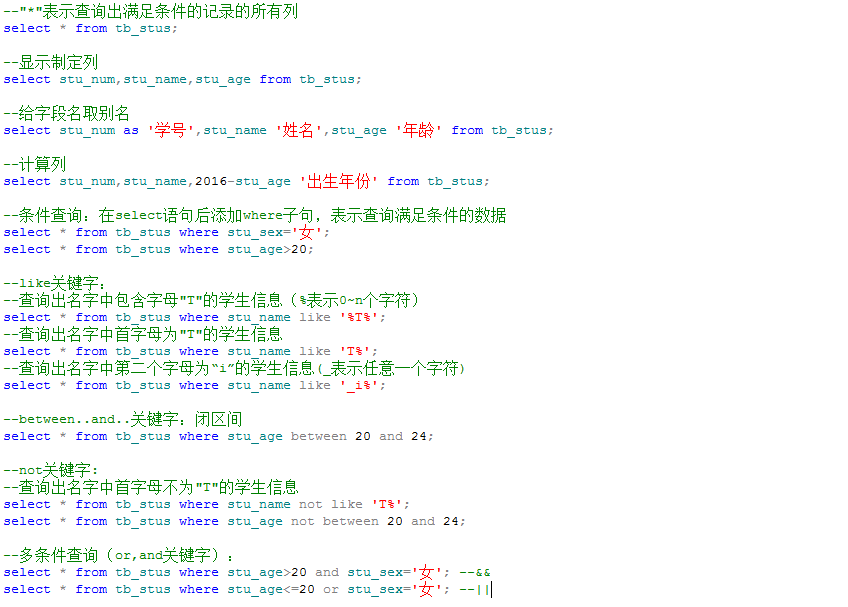 --"*"表示查询出满足条件的记录的所有列
select * from tb_stus;
--显示制定列
select stu_num,stu_name,stu_age from tb_stus;
--给字段名取别名
select stu_num as '学号',stu_name '姓名',stu_age '年龄' from tb_stus;
--计算列
select stu_num,stu_name,2016-stu_age '出生年份' from tb_stus;
--条件查询：在select语句后添加where子句，表示查询满足条件的数据
select * from tb_stus where stu_sex='女';
select * from tb_stus where stu_age>20;
--like关键字：
--查询出名字中包含字母"T"的学生信息（%表示0~n个字符）
select * from tb_stus where stu_name like '%T%';
--查询出名字中首字母为"T"的学生信息
select * from tb_stus where stu_name like 'T%';
--查询出名字中第二个字母为“i”的学生信息(_表示任意一个字符)
select * from tb_stus where stu_name like '_i%';
--between..and..关键字：闭区间
select * from tb_stus where stu_age between 20 and 24;
--not关键字：
--查询出名字中首字母不为"T"的学生信息
select * from tb_stus where stu_name not like 'T%';
select * from tb_stus where stu_age not between 20 and 24;
--多条件查询（or,and关键字）：
select * from tb_stus where stu_age>20 and stu_sex='女'; --&&
select * from tb_stus where stu_age<=20 or stu_sex='女'; --||